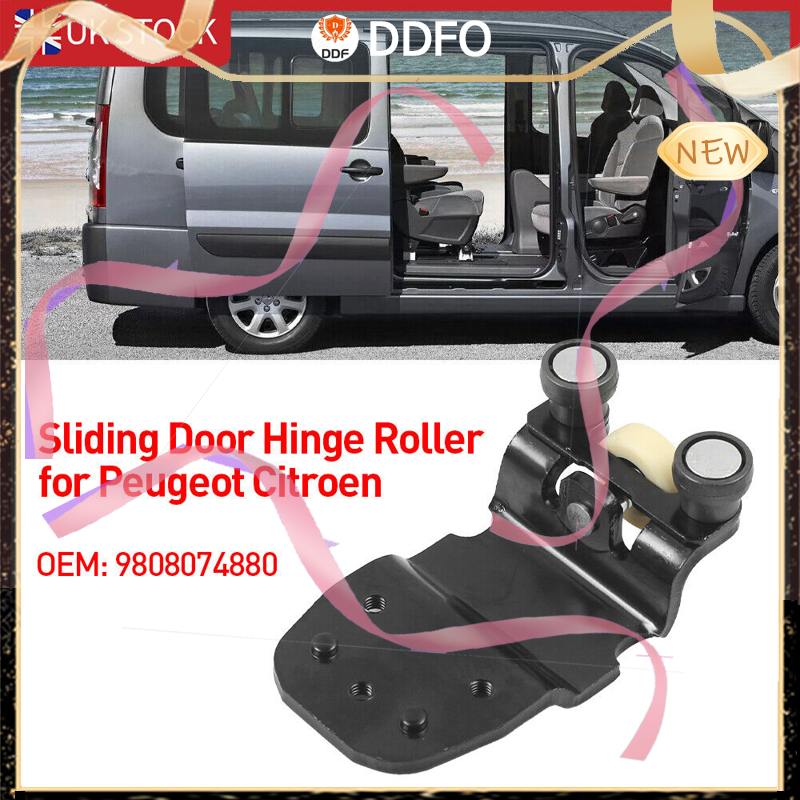 UK STOCK
DDF
DDFO
NEW
Sliding Door Hinge Roller
for Peugeot Citroen
OEM: 9808074880